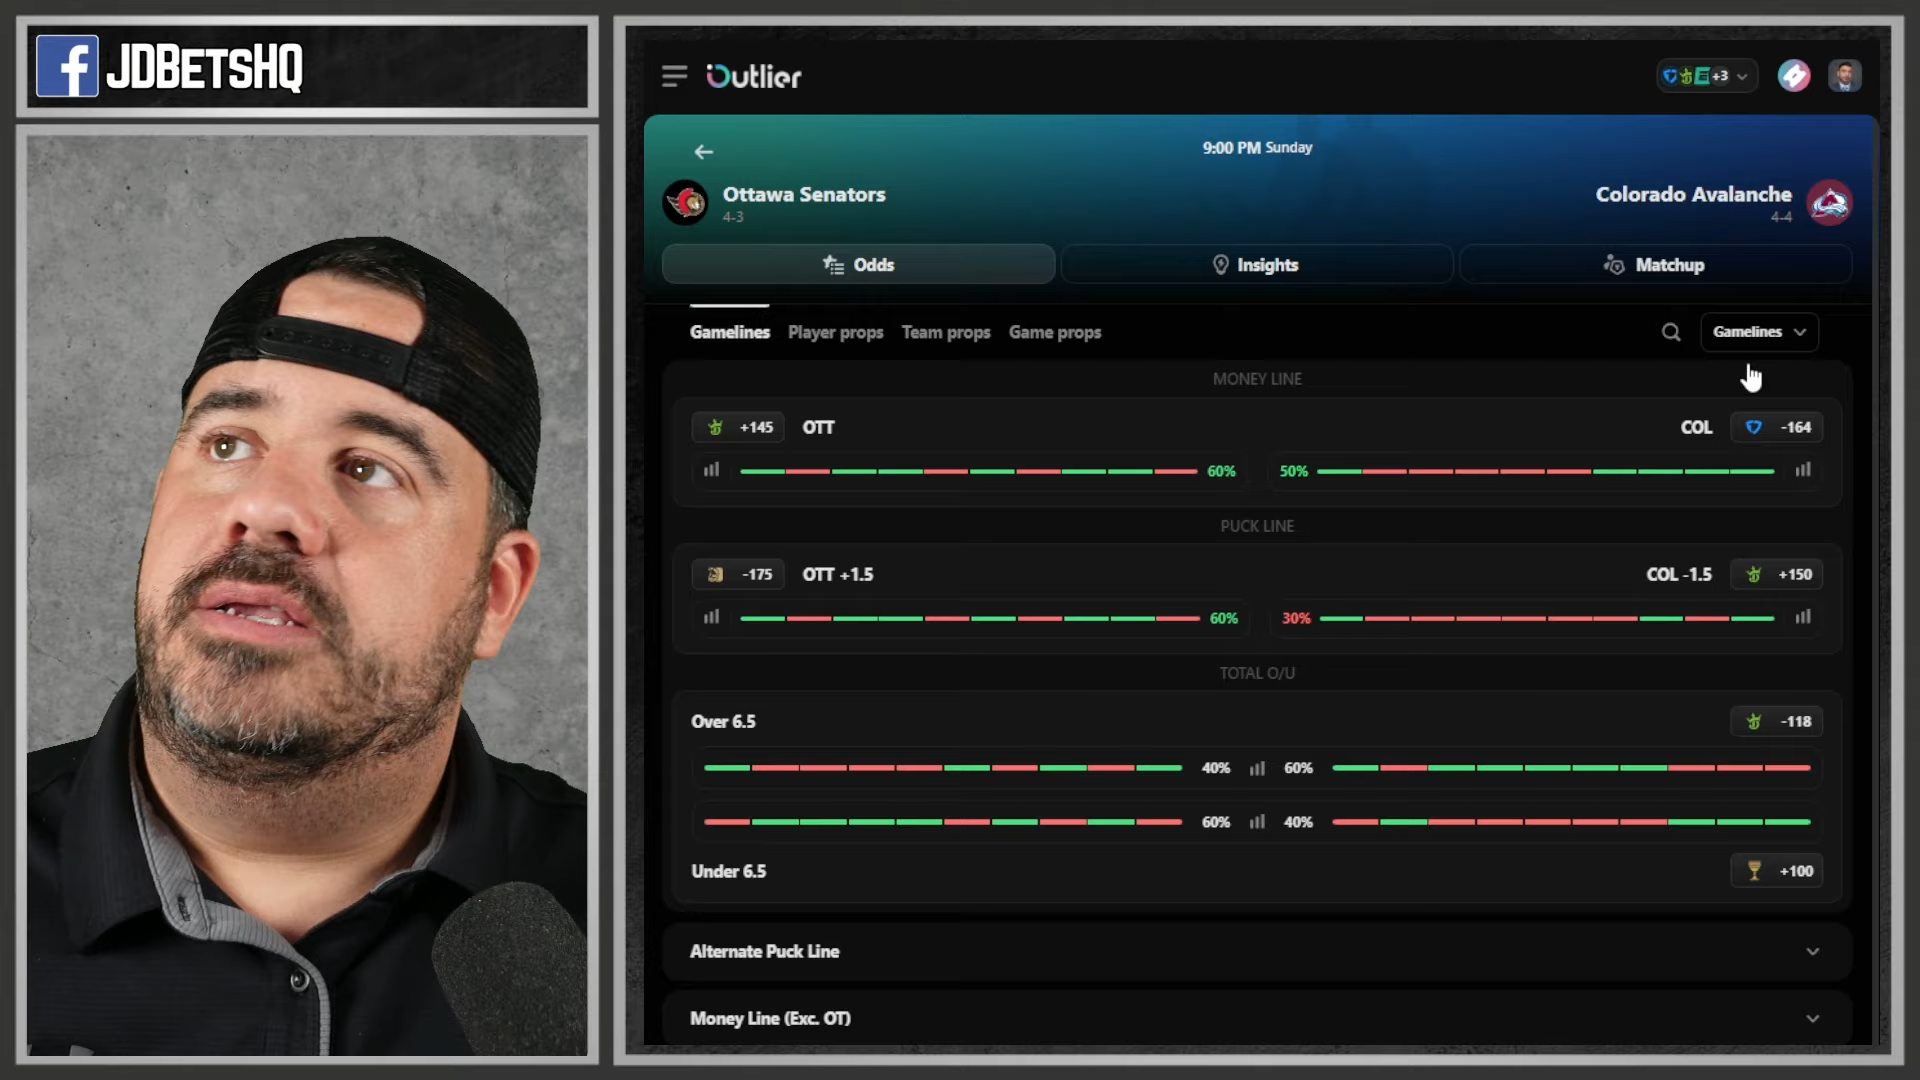 JDBetsHQ
Outlier
+3
9:00 PM Sunday
Ottawa Senators
4-3
Colorado Avalanche
4-4
Odds
Insights
Matchup
Gamelines Player props Team props Game props
Gamelines
MONEY LINE
+145 OTT
COL -164
60% 50%
PUCK LINE
-175 OTT +1.5
COL -1.5 +150
60% 30%
TOTAL O/U
Over 6.5 -118
40% 60%
60% 40%
Under 6.5 +100
Alternate Puck Line
Money Line (Exc. OT)